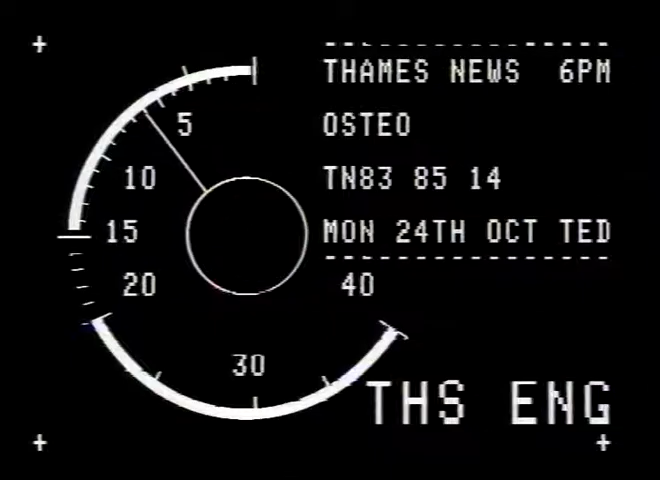 THAMES NEWS 6PM
OSTEO
TN83 85 14
MON 24TH OCT TED
5
10
15
20
30
40
THS ENG